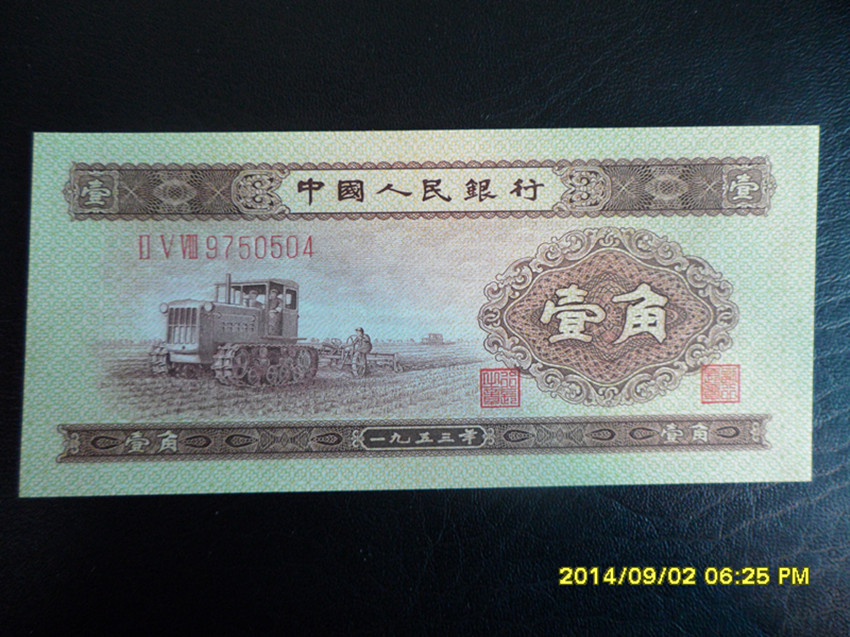 壹 中國人民銀行 壹
II V VIII 9750504
壹角
壹角 一九五三年 壹角
2014/09/02 06:25 PM